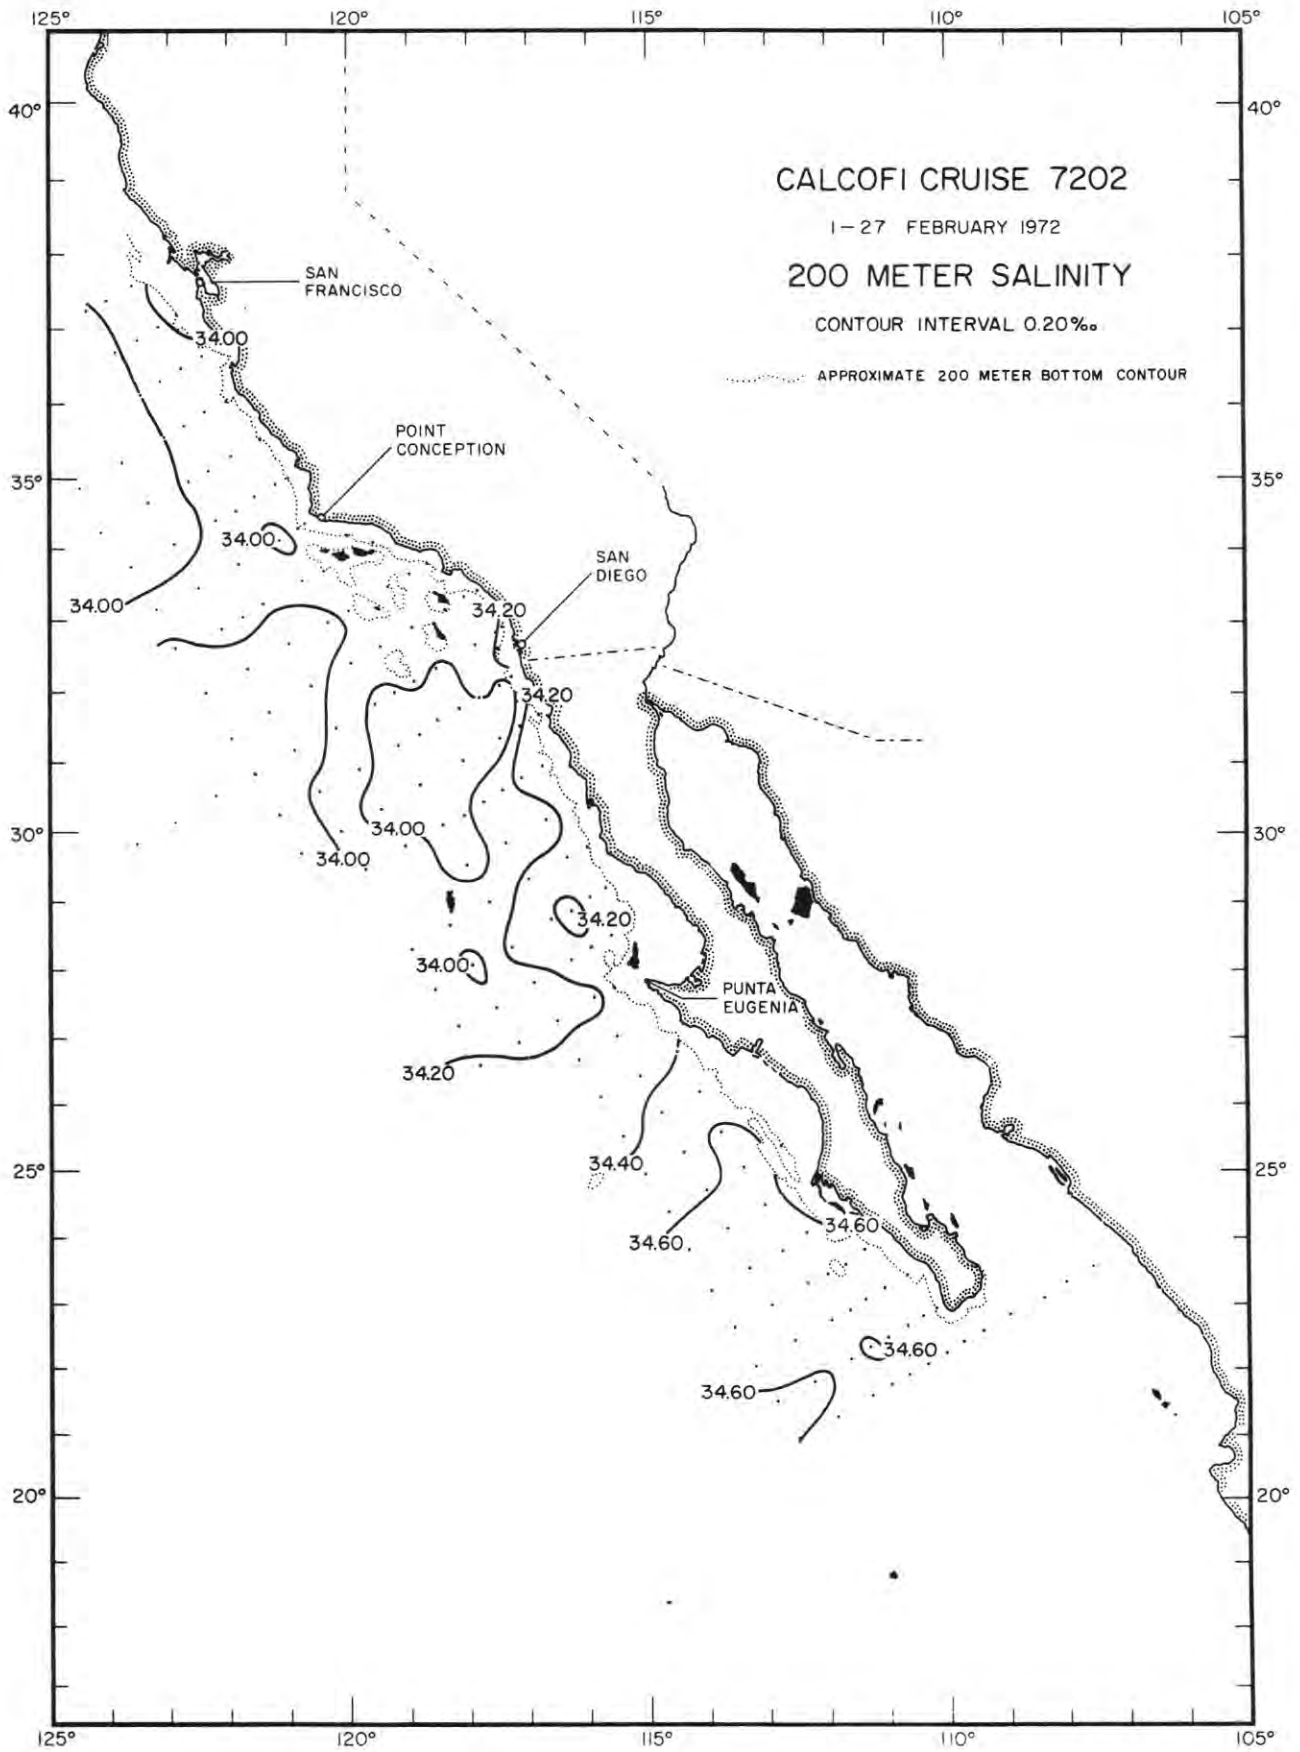 125° 120° 115° 110° 105°
40° 40°
CALCOFI CRUISE 7202
1-27 FEBRUARY 1972
200 METER SALINITY
CONTOUR INTERVAL 0.20‰
APPROXIMATE 200 METER BOTTOM CONTOUR
SAN
FRANCISCO
34.00
POINT
CONCEPTION
35° 35°
34.00
SAN
DIEGO
34.00
34.20
34.20
30° 30°
34.00
34.00
34.20
34.00
PUNTA
EUGENIA
34.20
34.40
25° 25°
34.60
34.60
34.60
34.60
20° 20°
125° 120° 115° 110° 105°